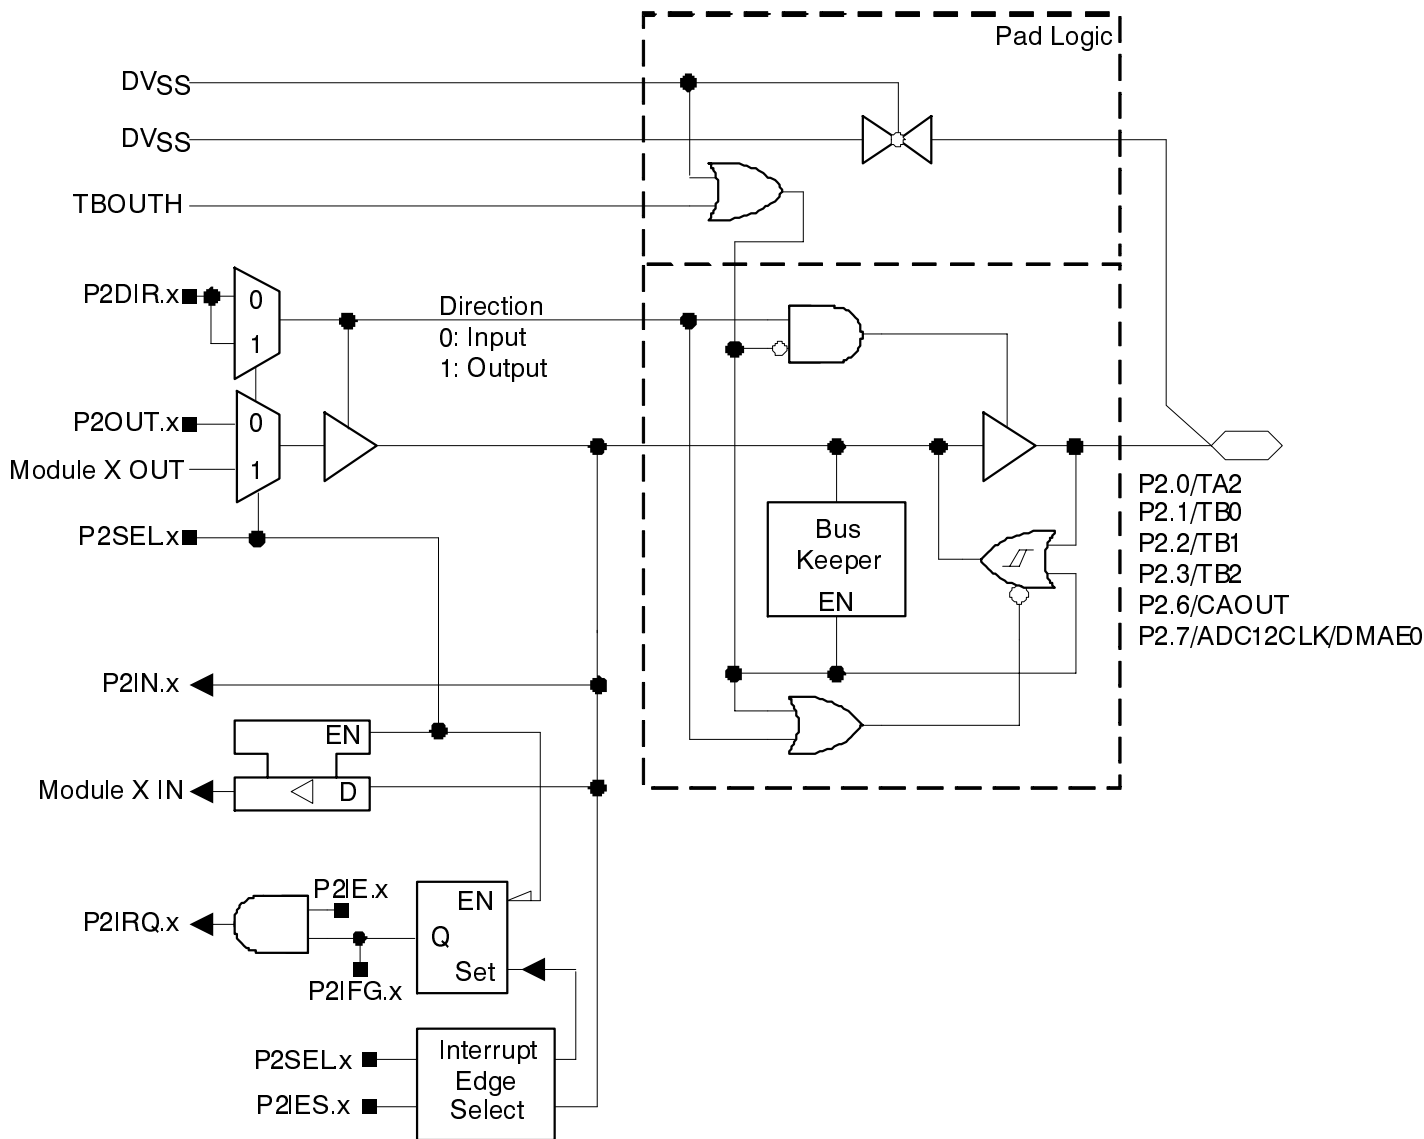 Pad Logic
DVSS
DVSS
TBOUTH
P2DIR.x
0
1
Direction
0: Input
1: Output
P2OUT.x
0
Module X OUT
1
P2SEL.x
Bus
Keeper
EN
P2.0/TA2
P2.1/TB0
P2.2/TB1
P2.3/TB2
P2.6/CAOUT
P2.7/ADC12CLK/DMAE0
P2IN.x
EN
Module X IN
D
P2IE.x
EN
P2IRQ.x
Q
Set
P2IFG.x
P2SEL.x
Interrupt
Edge
Select
P2IES.x